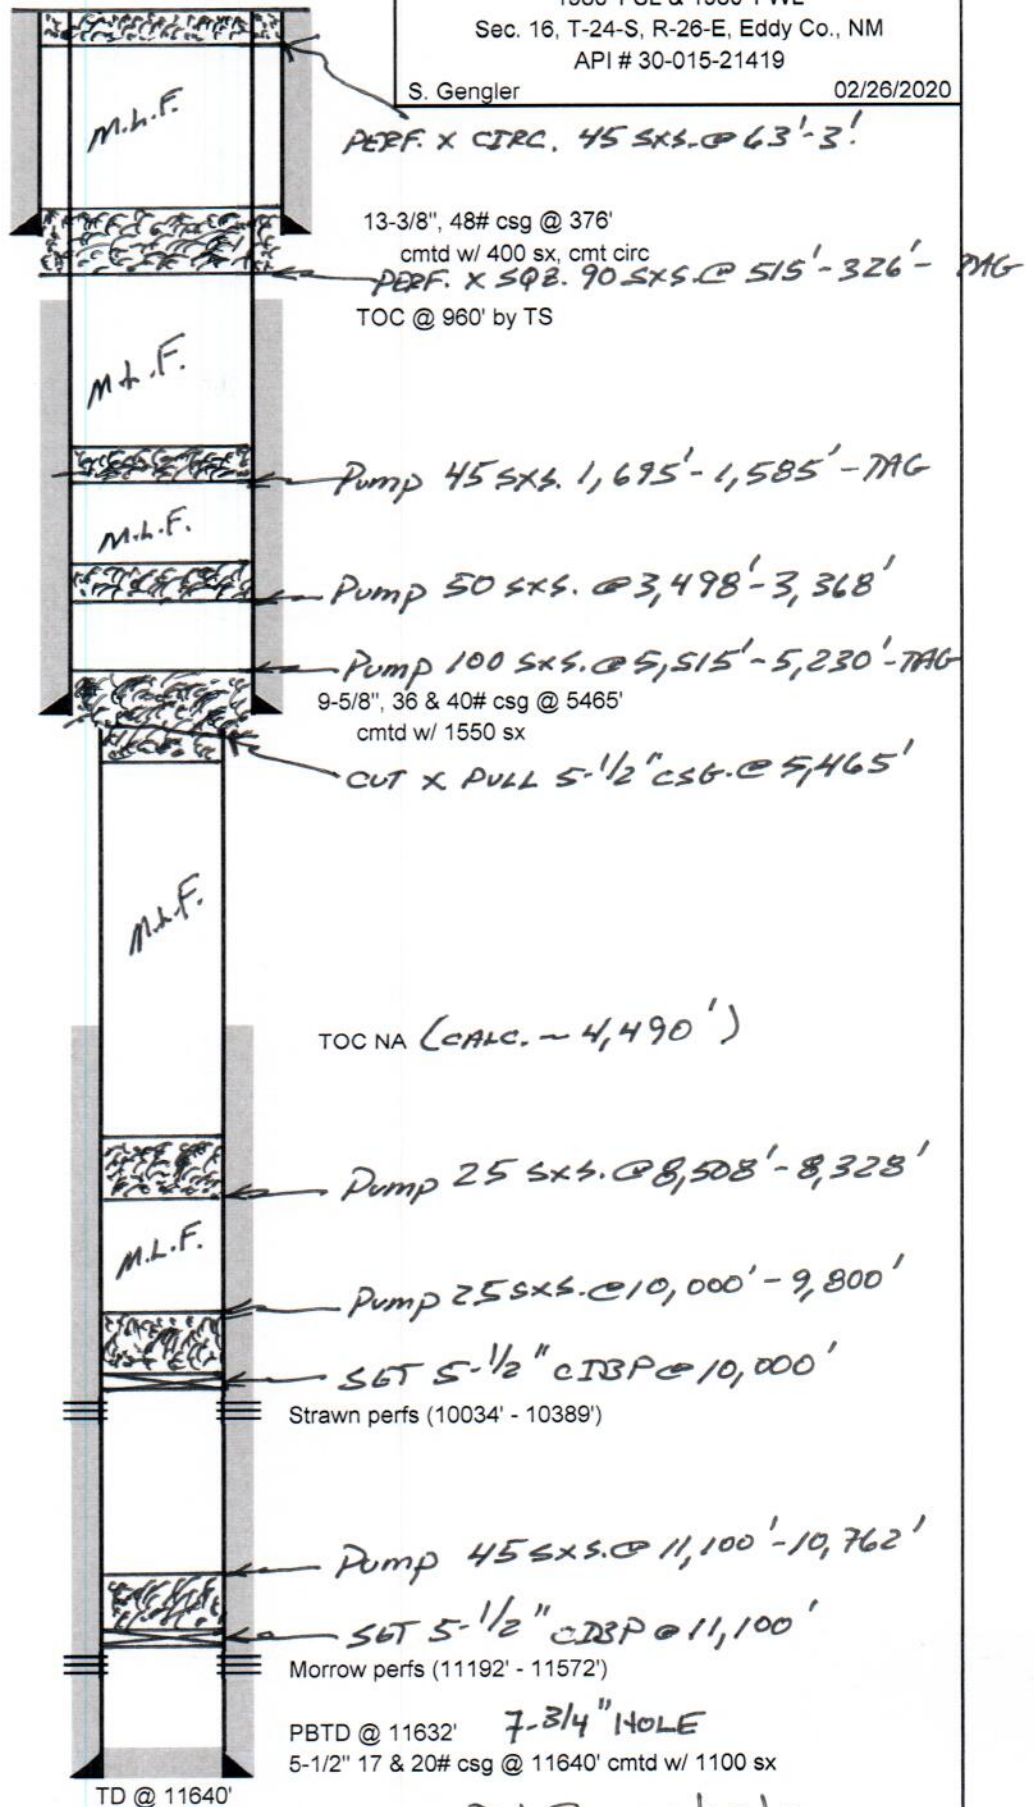 Sec. 16, T-24-S, R-26-E, Eddy Co., NM
API # 30-015-21419
S. Gengler 02/26/2020
M.L.F.
PERF. X CIRC. 45 SXS. @ 63'-3'
13-3/8", 48# csg @ 376'
cmtd w/ 400 sx, cmt circ
PERF. X SQZ. 90 SXS. @ 515'-326'- TAG
TOC @ 960' by TS
M.L.F.
Pump 45 SXS. 1,695'-1,585'-TAG
M.L.F.
Pump 50 SXS. @ 3,498'-3,368'
Pump 100 SXS. @ 5,515'-5,230'-TAG
9-5/8", 36 & 40# csg @ 5465'
cmtd w/ 1550 sx
CUT X PULL 5-1/2" CSG. @ 5,465'
M.L.F.
TOC NA (CALC. ~ 4,490')
Pump 25 SXS. @ 8,508'-8,328'
M.L.F.
Pump 25 SXS. @ 10,000'-9,800'
SET 5-1/2" CIBP @ 10,000'
Strawn perfs (10034' - 10389')
Pump 45 SXS. @ 11,100'-10,762'
SET 5-1/2" CIBP @ 11,100'
Morrow perfs (11192' - 11572')
PBTD @ 11632' 7-3/4" HOLE
5-1/2" 17 & 20# csg @ 11640' cmtd w/ 1100 sx
TD @ 11640'